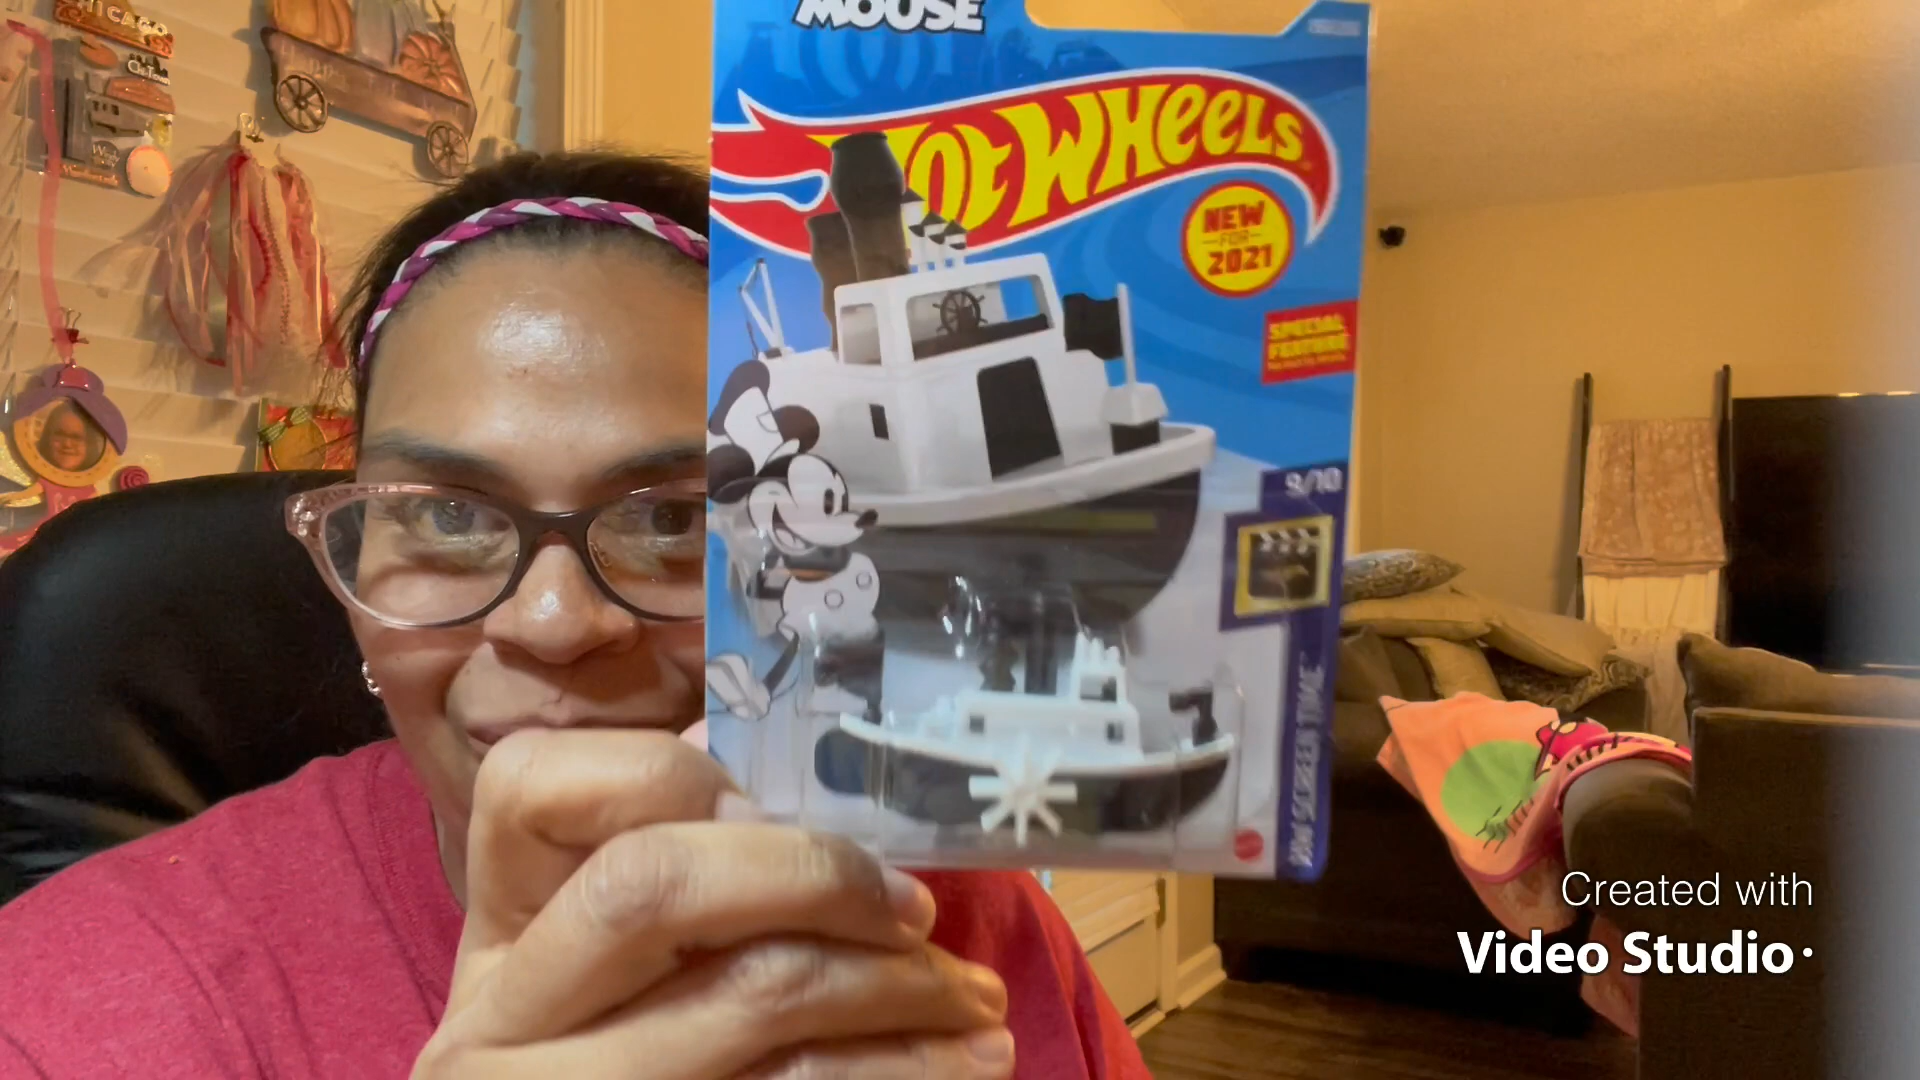 CHICAGO
MOUSE
HOT WHEELS
NEW
FOR
2021
SPECIAL
FEATURE
9/10
HW SCREEN TIME
Created with
Video Studio